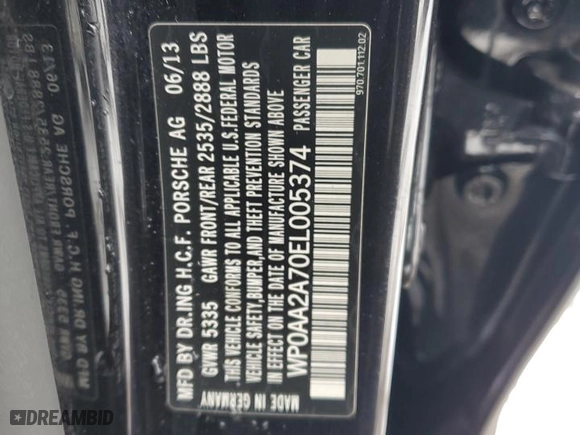 MFD BY DR.ING H.C.F. PORSCHE AG 06/13
GVWR 5335 GAWR FRONT/REAR 2535/2888 LBS
THIS VEHICLE CONFORMS TO ALL APPLICABLE U.S. FEDERAL MOTOR
VEHICLE SAFETY,BUMPER,AND THEFT PREVENTION STANDARDS
IN EFFECT ON THE DATE OF MANUFACTURE SHOWN ABOVE
WP0AA2A70EL005374 PASSENGER CAR
MADE IN GERMANY
970.701.112.02
DREAMBID